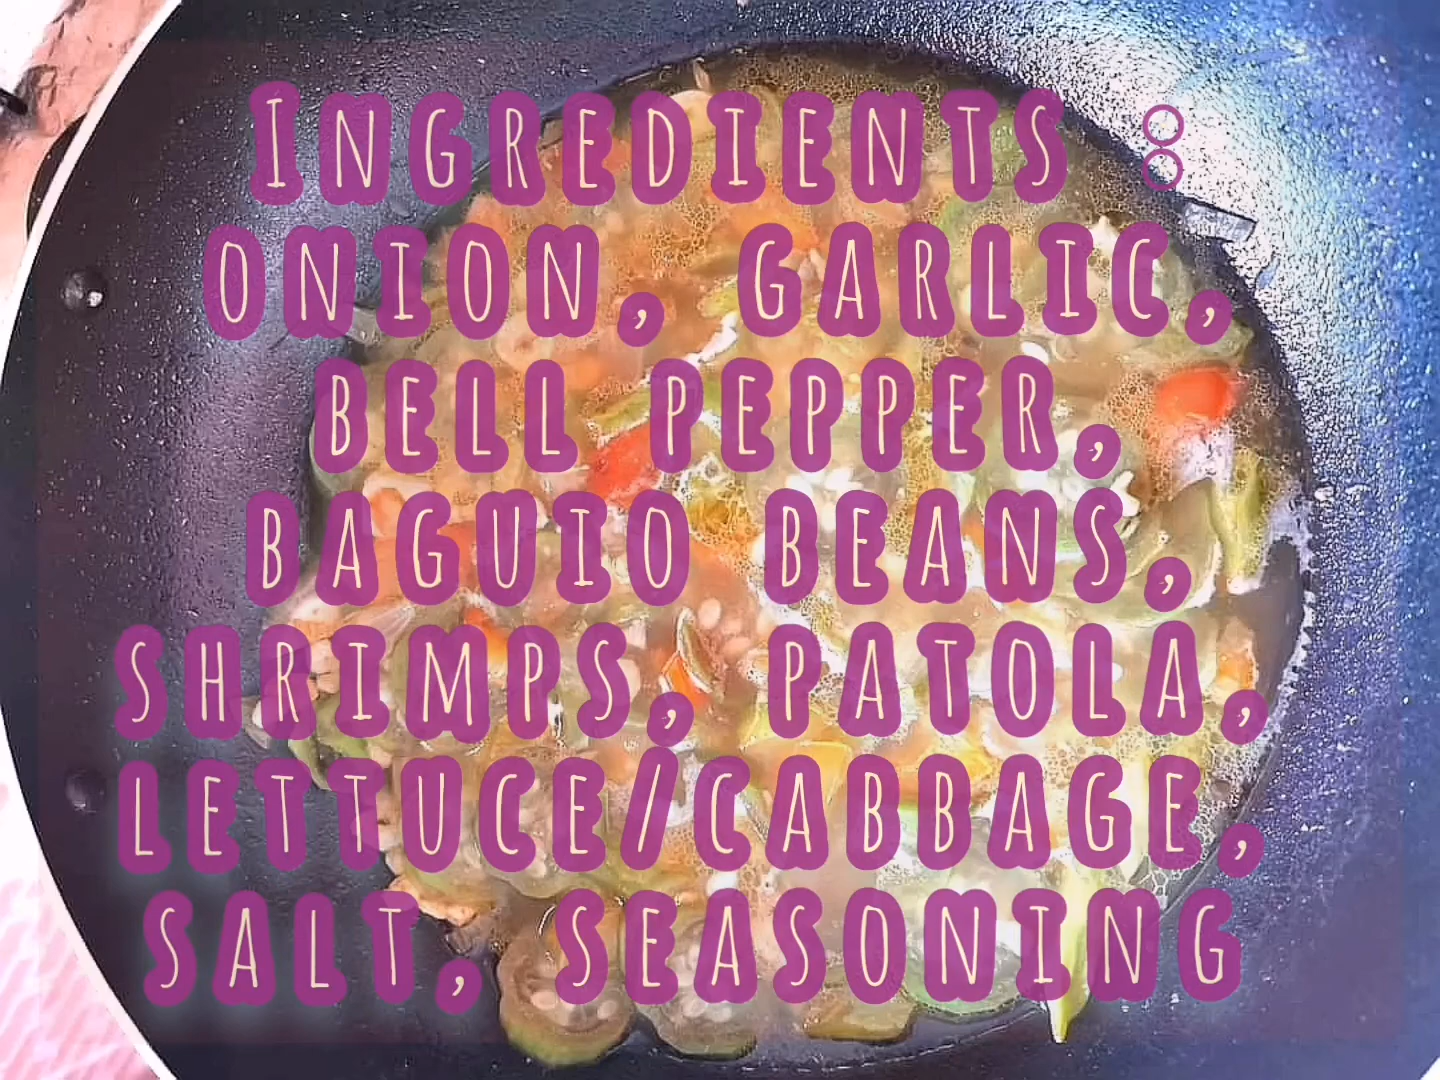 Ingredients :
onion, garlic,
bell pepper,
baguio beans,
shrimps, patola,
lettuce/cabbage,
salt, seasoning